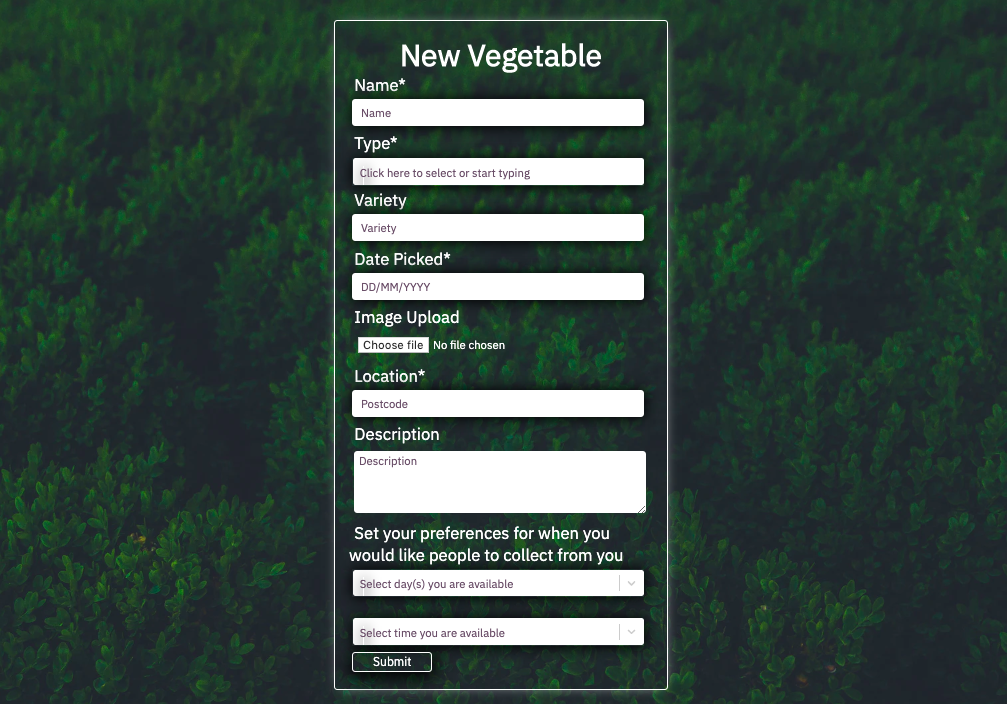 New Vegetable
Name*
Name
Type*
Click here to select or start typing
Variety
Variety
Date Picked*
DD/MM/YYYY
Image Upload
Choose file No file chosen
Location*
Postcode
Description
Description
Set your preferences for when you
would like people to collect from you
Select day(s) you are available
Select time you are available
Submit